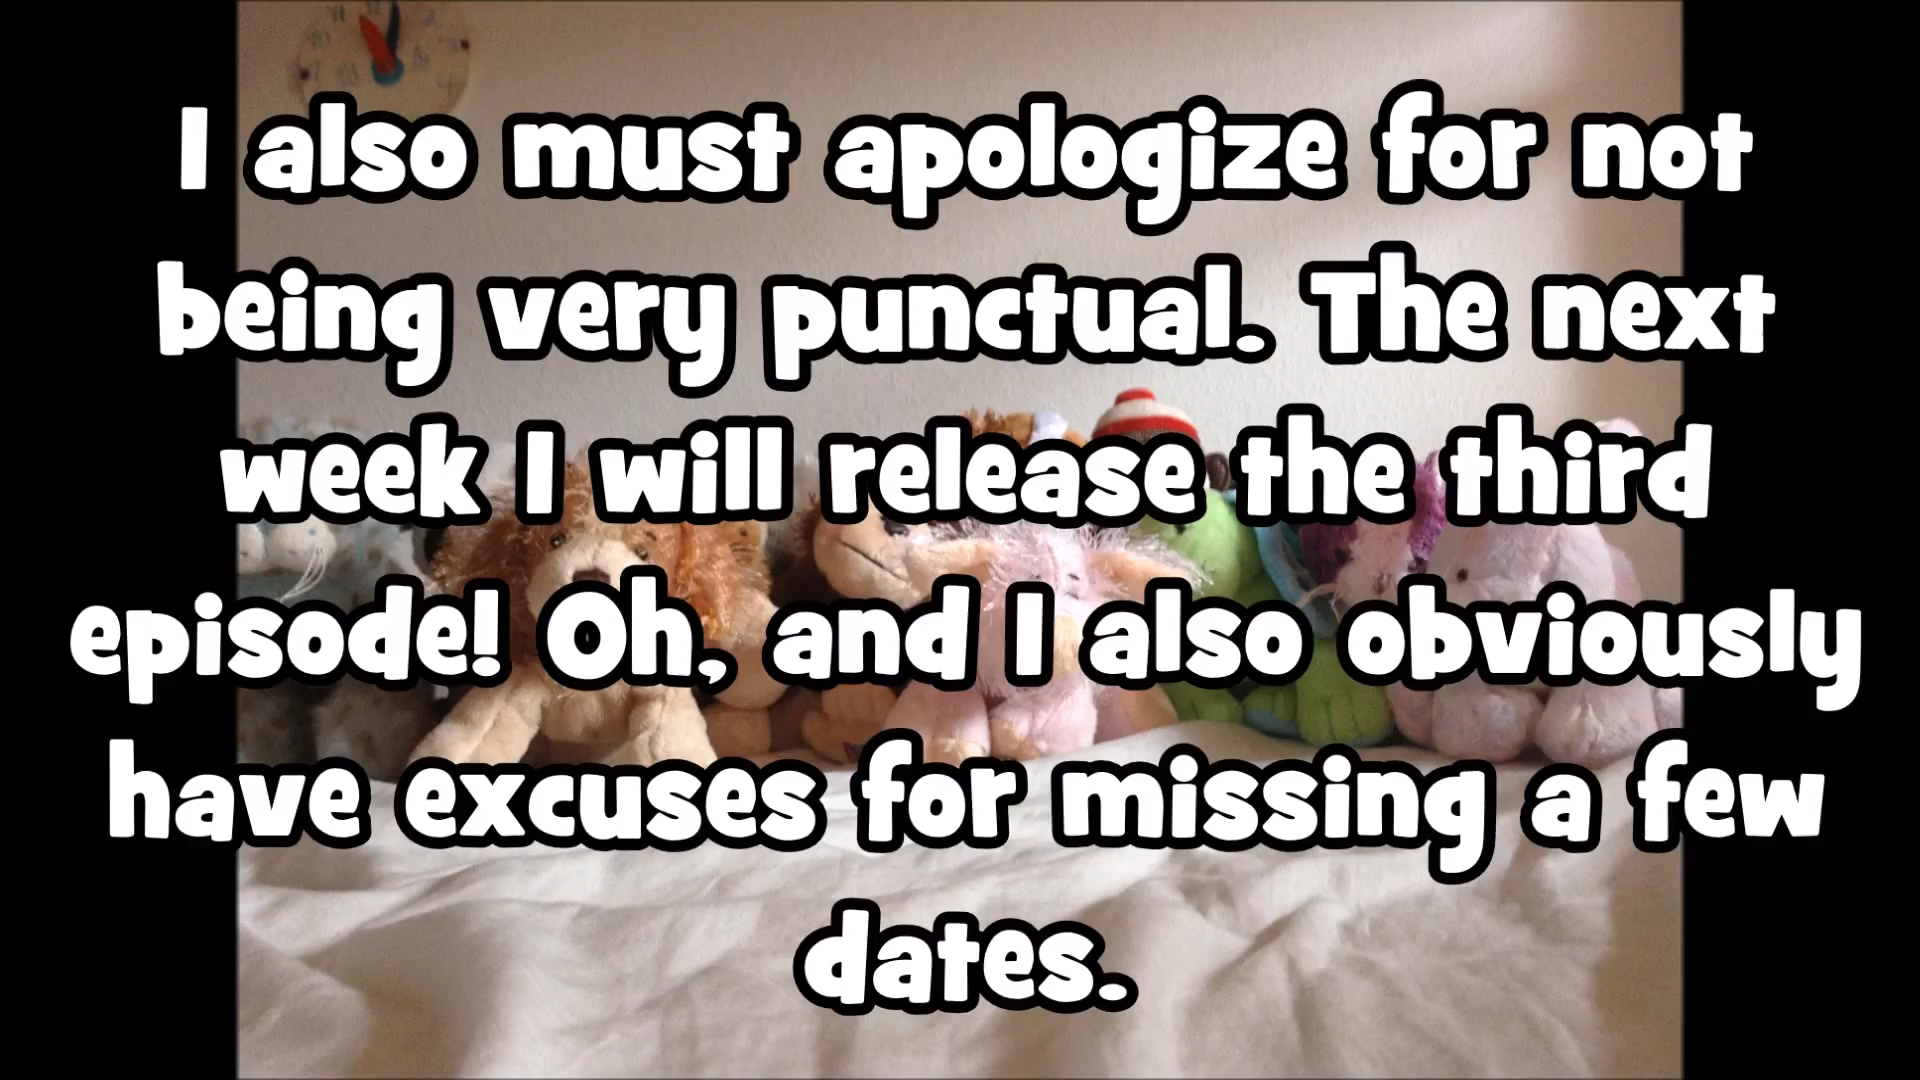 I also must apologize for not
being very punctual. The next
week I will release the third
episode! Oh, and I also obviously
have excuses for missing a few
dates.